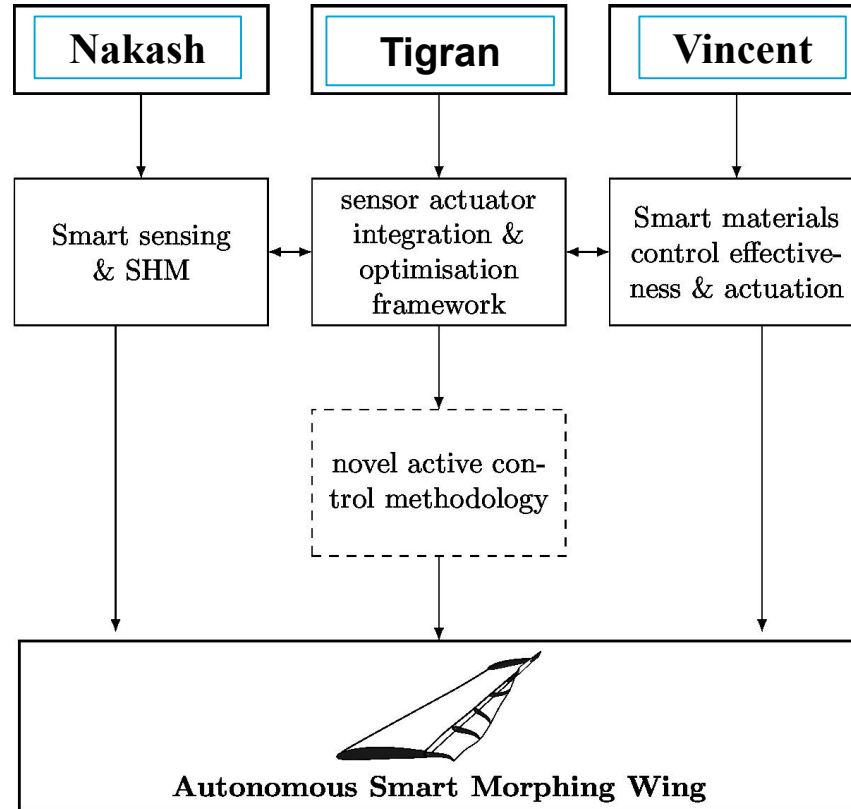 Nakash
Tigran
Vincent
Smart sensing
& SHM
sensor actuator
integration &
optimisation
framework
Smart materials
control effective-
ness & actuation
novel active con-
trol methodology
Autonomous Smart Morphing Wing